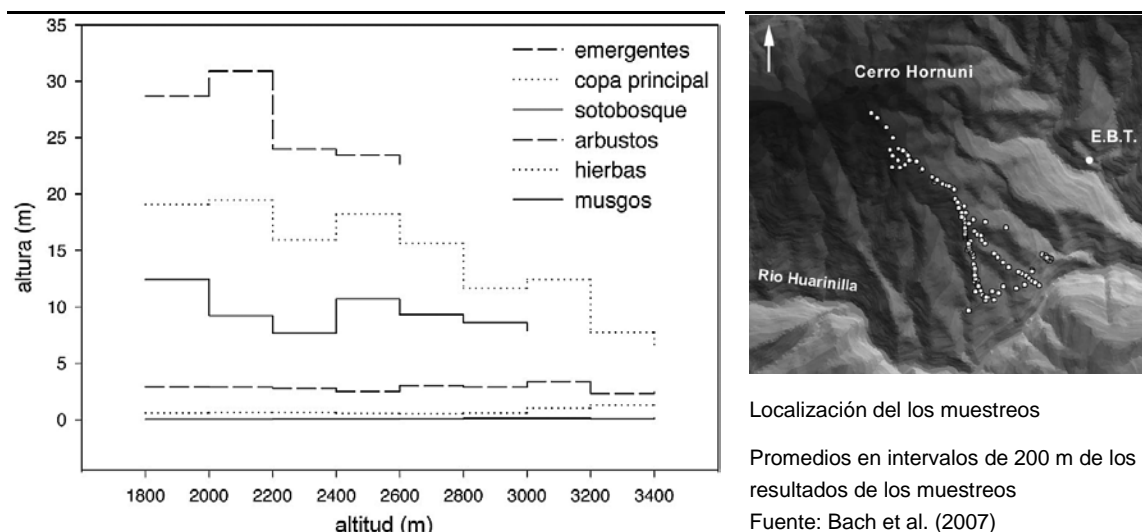 35
30
25
20
15
10
5
0
altura (m)
emergentes
copa principal
sotobosque
arbustos
hierbas
musgos
1800 2000 2200 2400 2600 2800 3000 3200 3400
altitud (m)
Cerro Hornuni
E.B.T.
Rio Huarinilla
Localización del los muestreos
Promedios en intervalos de 200 m de los
resultados de los muestreos
Fuente: Bach et al. (2007)